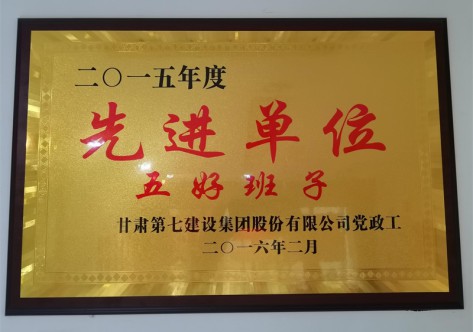 二〇一五年度
先进单位
五好班子
甘肃第七建设集团股份有限公司党政工
二〇一六年二月